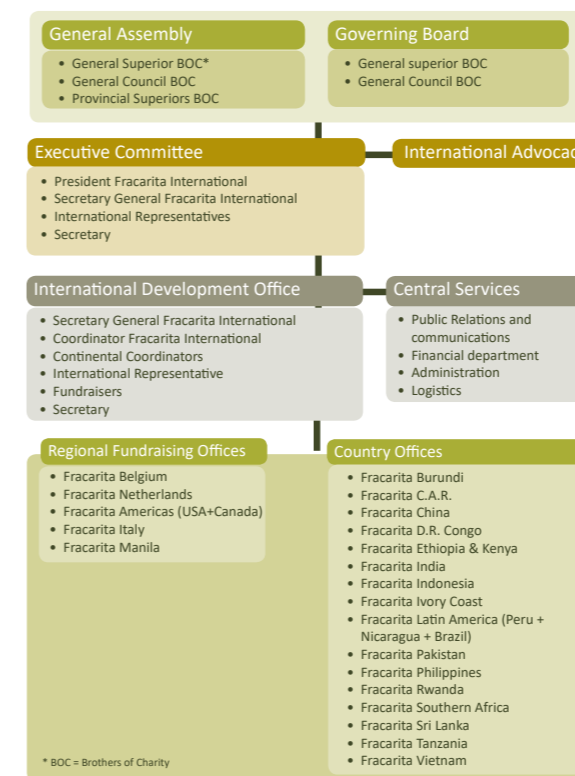 General Assembly
• General Superior BOC*
• General Council BOC
• Provincial Superiors BOC
Governing Board
• General superior BOC
• General Council BOC
Executive Committee
• President Fracarita International
• Secretary General Fracarita International
• International Representatives
• Secretary
International Advocac
International Development Office
• Secretary General Fracarita International
• Coordinator Fracarita International
• Continental Coordinators
• International Representative
• Fundraisers
• Secretary
Central Services
• Public Relations and
communications
• Financial department
• Administration
• Logistics
Regional Fundraising Offices
• Fracarita Belgium
• Fracarita Netherlands
• Fracarita Americas (USA+Canada)
• Fracarita Italy
• Fracarita Manila
Country Offices
• Fracarita Burundi
• Fracarita C.A.R.
• Fracarita China
• Fracarita D.R. Congo
• Fracarita Ethiopia & Kenya
• Fracarita India
• Fracarita Indonesia
• Fracarita Ivory Coast
• Fracarita Latin America (Peru +
Nicaragua + Brazil)
• Fracarita Pakistan
• Fracarita Philippines
• Fracarita Rwanda
• Fracarita Southern Africa
• Fracarita Sri Lanka
• Fracarita Tanzania
• Fracarita Vietnam
* BOC = Brothers of Charity